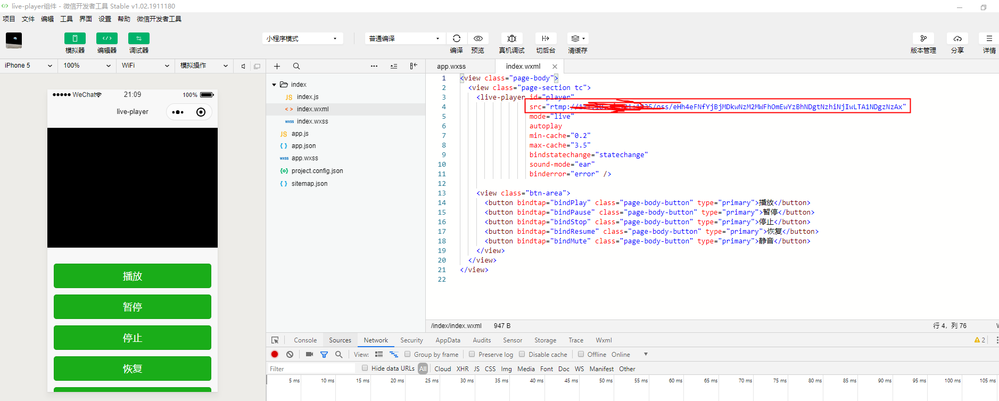 live-player组件 - 微信开发者工具 Stable v1.02.1911180
项目 文件 编辑 工具 界面 设置 帮助 微信开发者工具
模拟器 编辑器 调试器
小程序模式 普通编译
编译 预览 真机调试 切后台 清缓存 版本管理 分享 详情
iPhone 5 100% WiFi 模拟操作
WeChat 21:09 100%
live-player
播放
暂停
停止
恢复
index
index.js
index.wxml
index.wxss
app.js
app.json
app.wxss
project.config.json
sitemap.json
app.wxss index.wxml
1 <view class="page-body">
2 <view class="page-section tc">
3 <live-player id="player"
4 src="rtmp:/oss/eHh4eFNfYjBjMDkwNzM2MWFhOmEwYzBhNDgtNzhiNjIwLTA1NDgzNzAx"
5 mode="live"
6 autoplay
7 min-cache="0.2"
8 max-cache="3.5"
9 bindstatechange="statechange"
10 sound-mode="ear"
11 binderror="error" />
12
13 <view class="btn-area">
14 <button bindtap="bindPlay" class="page-body-button" type="primary">播放</button>
15 <button bindtap="bindPause" class="page-body-button" type="primary">暂停</button>
16 <button bindtap="bindStop" class="page-body-button" type="primary">停止</button>
17 <button bindtap="bindResume" class="page-body-button" type="primary">恢复</button>
18 <button bindtap="bindMute" class="page-body-button" type="primary">静音</button>
19 </view>
20 </view>
21 </view>
22
/index/index.wxml 947 B 行 4, 列 76
Console Sources Network Security AppData Audits Sensor Storage Trace Wxml 2
View: Group by frame Preserve log Disable cache Offline Online
Filter Hide data URLs All Cloud XHR JS CSS Img Media Font Doc WS Manifest Other
5 ms 10 ms 15 ms 20 ms 25 ms 30 ms 35 ms 40 ms 45 ms 50 ms 55 ms 60 ms 65 ms 70 ms 75 ms 80 ms 85 ms 90 ms 95 ms 100 ms 105 ms